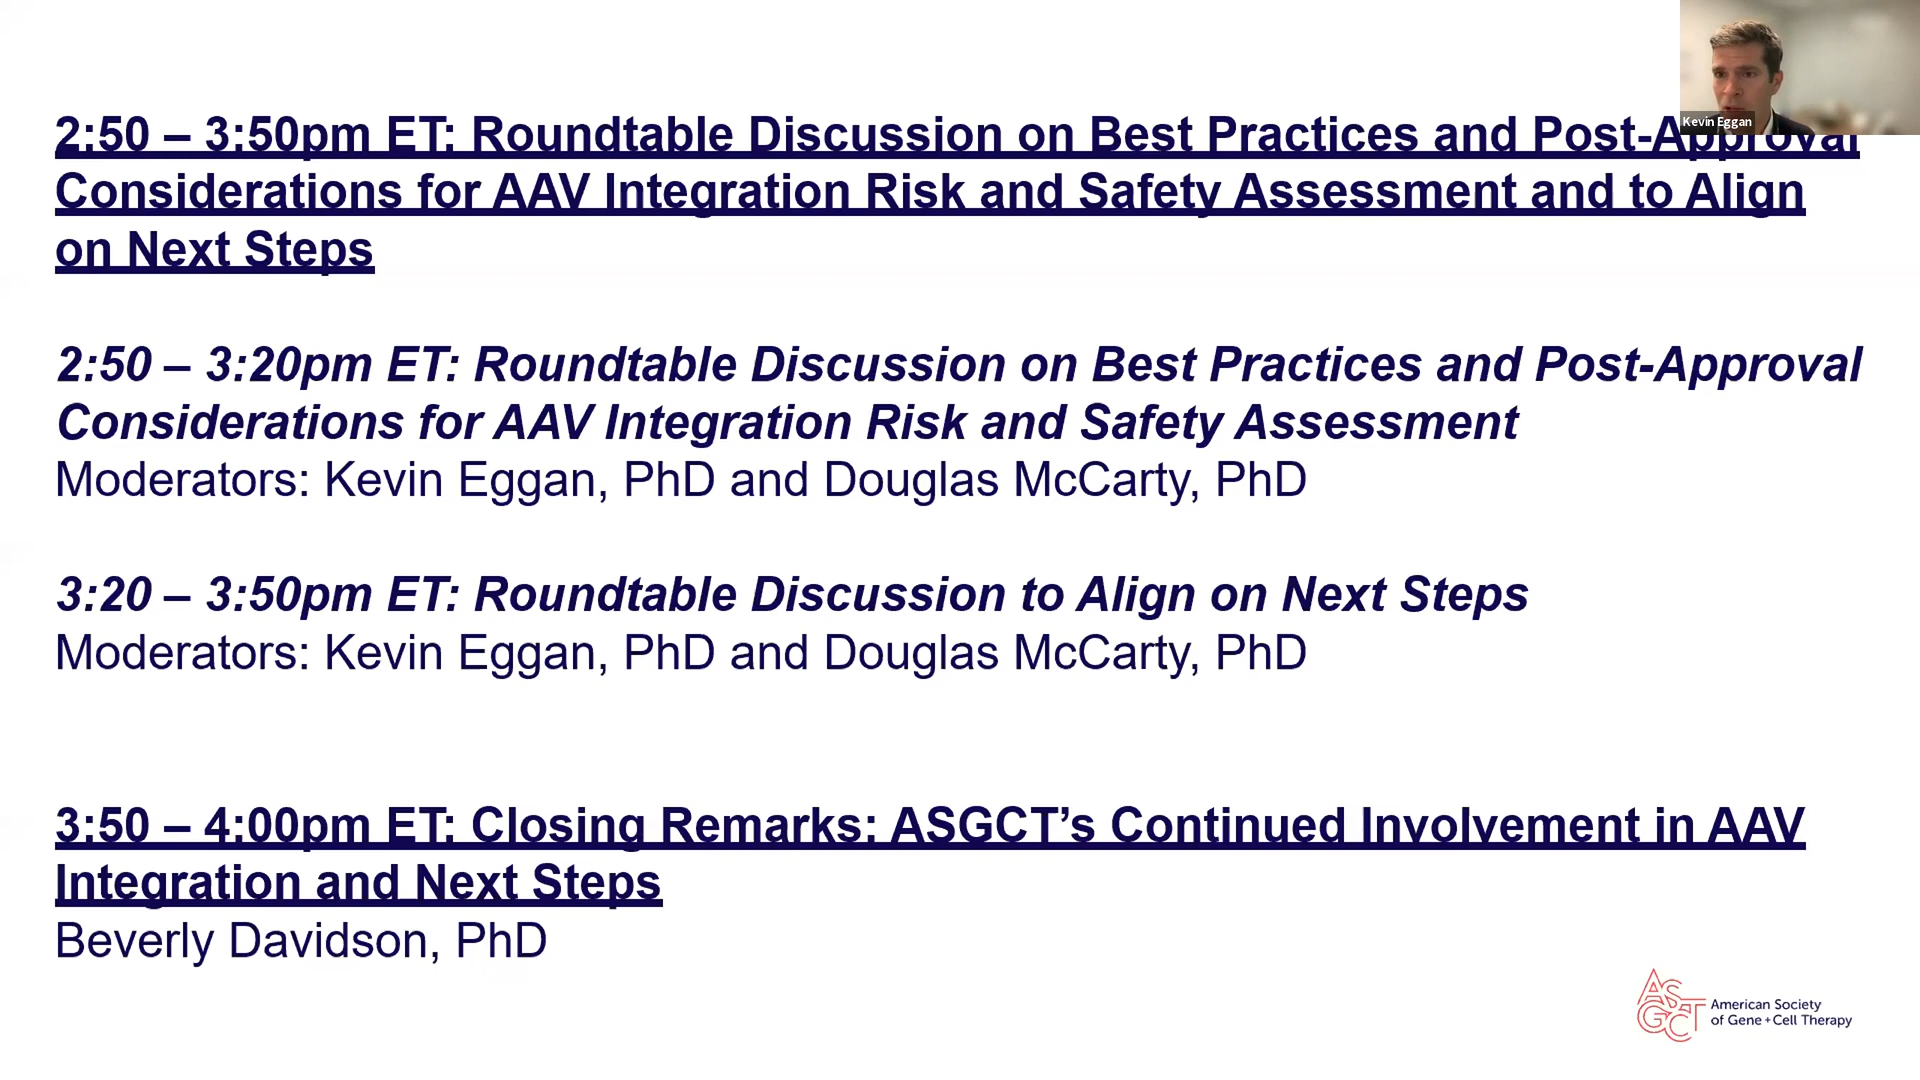 2:50 – 3:50pm ET: Roundtable Discussion on Best Practices and Post-Approval
Considerations for AAV Integration Risk and Safety Assessment and to Align
on Next Steps
2:50 – 3:20pm ET: Roundtable Discussion on Best Practices and Post-Approval
Considerations for AAV Integration Risk and Safety Assessment
Moderators: Kevin Eggan, PhD and Douglas McCarty, PhD
3:20 – 3:50pm ET: Roundtable Discussion to Align on Next Steps
Moderators: Kevin Eggan, PhD and Douglas McCarty, PhD
3:50 – 4:00pm ET: Closing Remarks: ASGCT’s Continued Involvement in AAV
Integration and Next Steps
Beverly Davidson, PhD
Kevin Eggan
ASGCT
American Society
of Gene + Cell Therapy